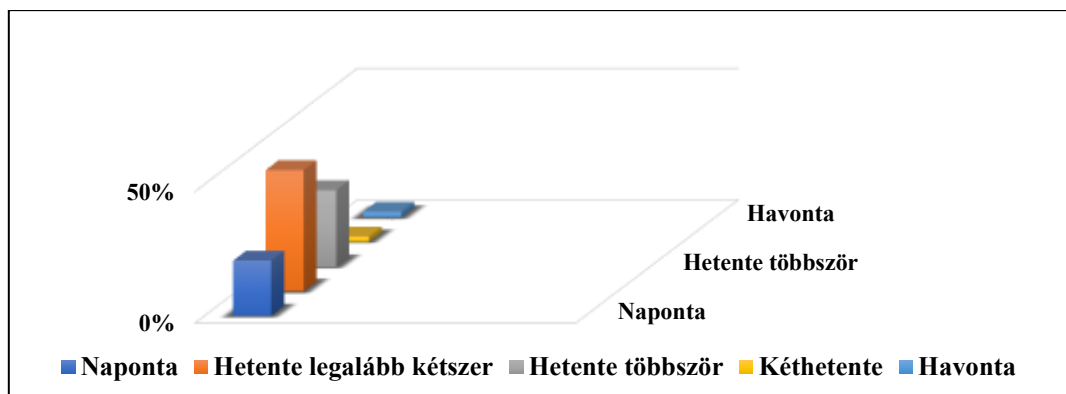 50%
Havonta
Hetente többször
0%
Naponta
Naponta Hetente legalább kétszer Hetente többször Kéthetente Havonta